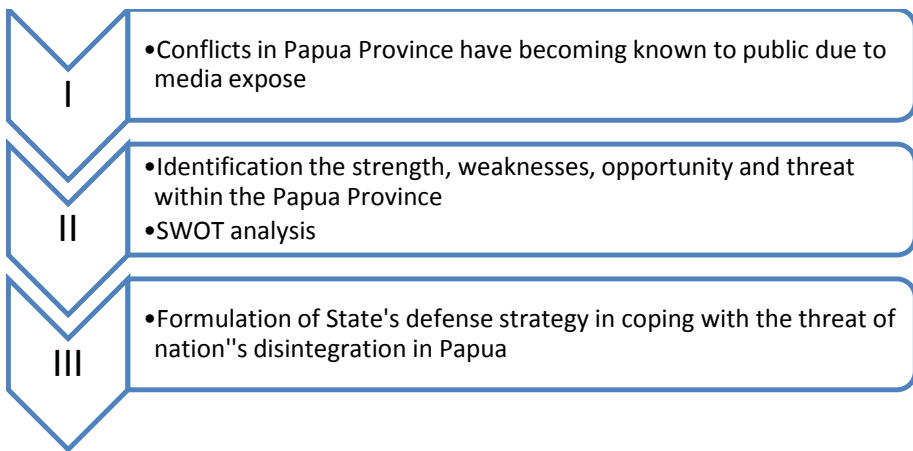 I
•Conflicts in Papua Province have becoming known to public due to
media expose
II
•Identification the strength, weaknesses, opportunity and threat
within the Papua Province
•SWOT analysis
III
•Formulation of State's defense strategy in coping with the threat of
nation''s disintegration in Papua